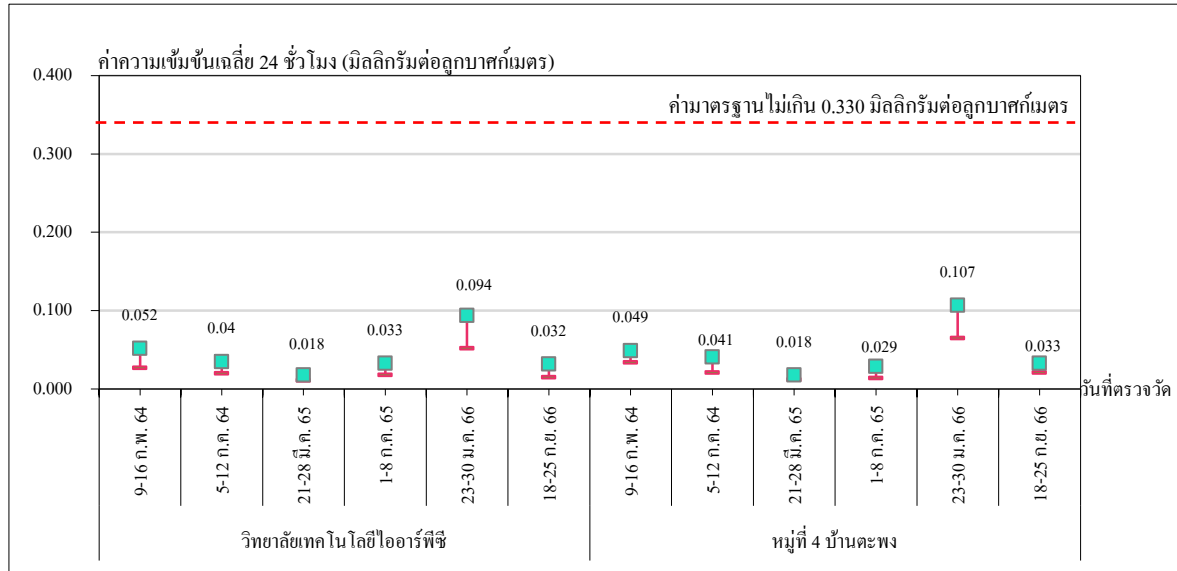 ค่าความเข้มข้นเฉลี่ย 24 ชั่วโมง (มิลลิกรัมต่อลูกบาศก์เมตร)
0.400
ค่ามาตรฐานไม่เกิน 0.330 มิลลิกรัมต่อลูกบาศก์เมตร
0.300
0.200
0.100
0.000
0.052
0.04
0.018
0.033
0.094
0.032
0.049
0.041
0.018
0.029
0.107
0.033
วันที่ตรวจวัด
9-16 ก.พ. 64
5-12 ก.ค. 64
21-28 มี.ค. 65
1-8 ก.ค. 65
23-30 ม.ค. 66
18-25 ก.ย. 66
9-16 ก.พ. 64
5-12 ก.ค. 64
21-28 มี.ค. 65
1-8 ก.ค. 65
23-30 ม.ค. 66
18-25 ก.ย. 66
วิทยาลัยเทคโนโลยีไออาร์พีซี
หมู่ที่ 4 บ้านตะพง